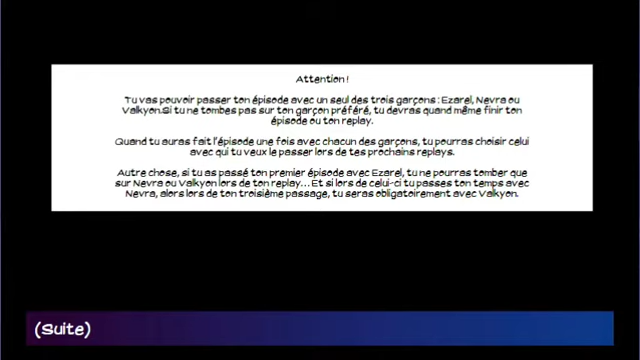 Attention !
Tu vas pouvoir passer ton épisode avec un seul des trois garçons : Ezarel, Nevra ou
Valkyon.Si tu ne tombes pas sur ton garçon préféré, tu devras quand même finir ton
épisode ou ton replay.
Quand tu auras fait l'épisode une fois avec chacun des garçons, tu pourras choisir celui
avec qui tu veux le passer lors de tes prochains replays.
Autre chose, si tu as passé ton premier épisode avec Ezarel, tu ne pourras tomber que
sur Nevra ou Valkyon lors de ton replay... Et si lors de celui-ci tu passes ton temps avec
Nevra, alors lors de ton troisième passage, tu seras obligatoirement avec Valkyon.
(Suite)